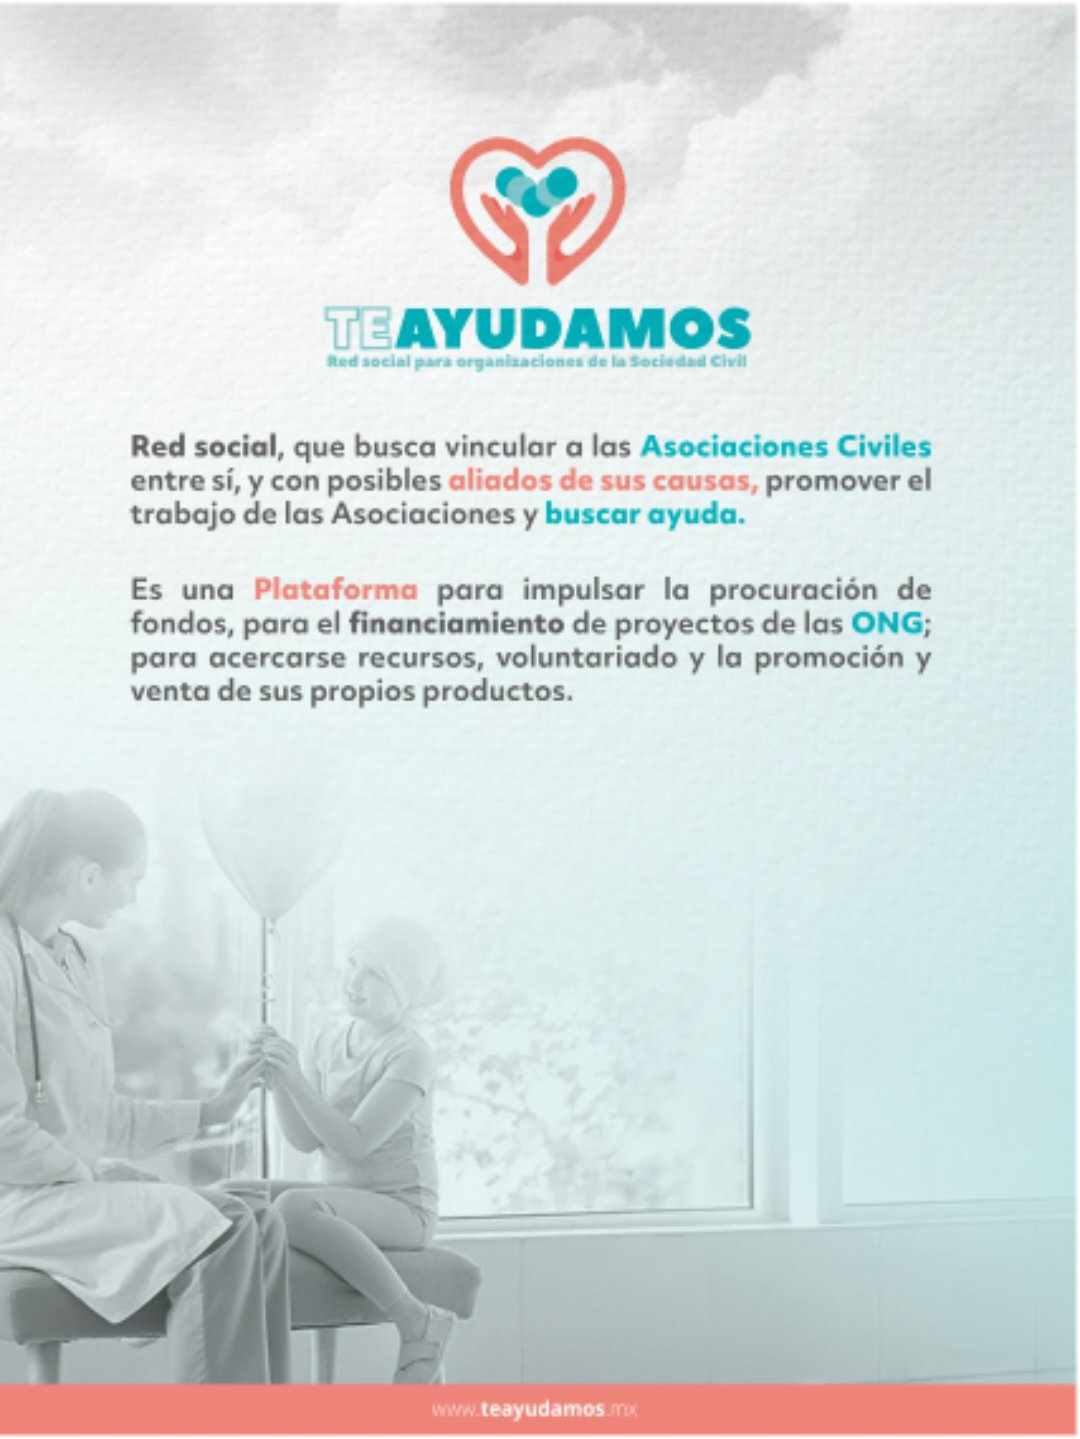 TEAYUDAMOS
Red social para organizaciones de la Sociedad Civil
Red social, que busca vincular a las Asociaciones Civiles
entre sí, y con posibles aliados de sus causas, promover el
trabajo de las Asociaciones y buscar ayuda.
Es una Plataforma para impulsar la procuración de
fondos, para el financiamiento de proyectos de las ONG;
para acercarse recursos, voluntariado y la promoción y
venta de sus propios productos.
www.teayudamos.mx